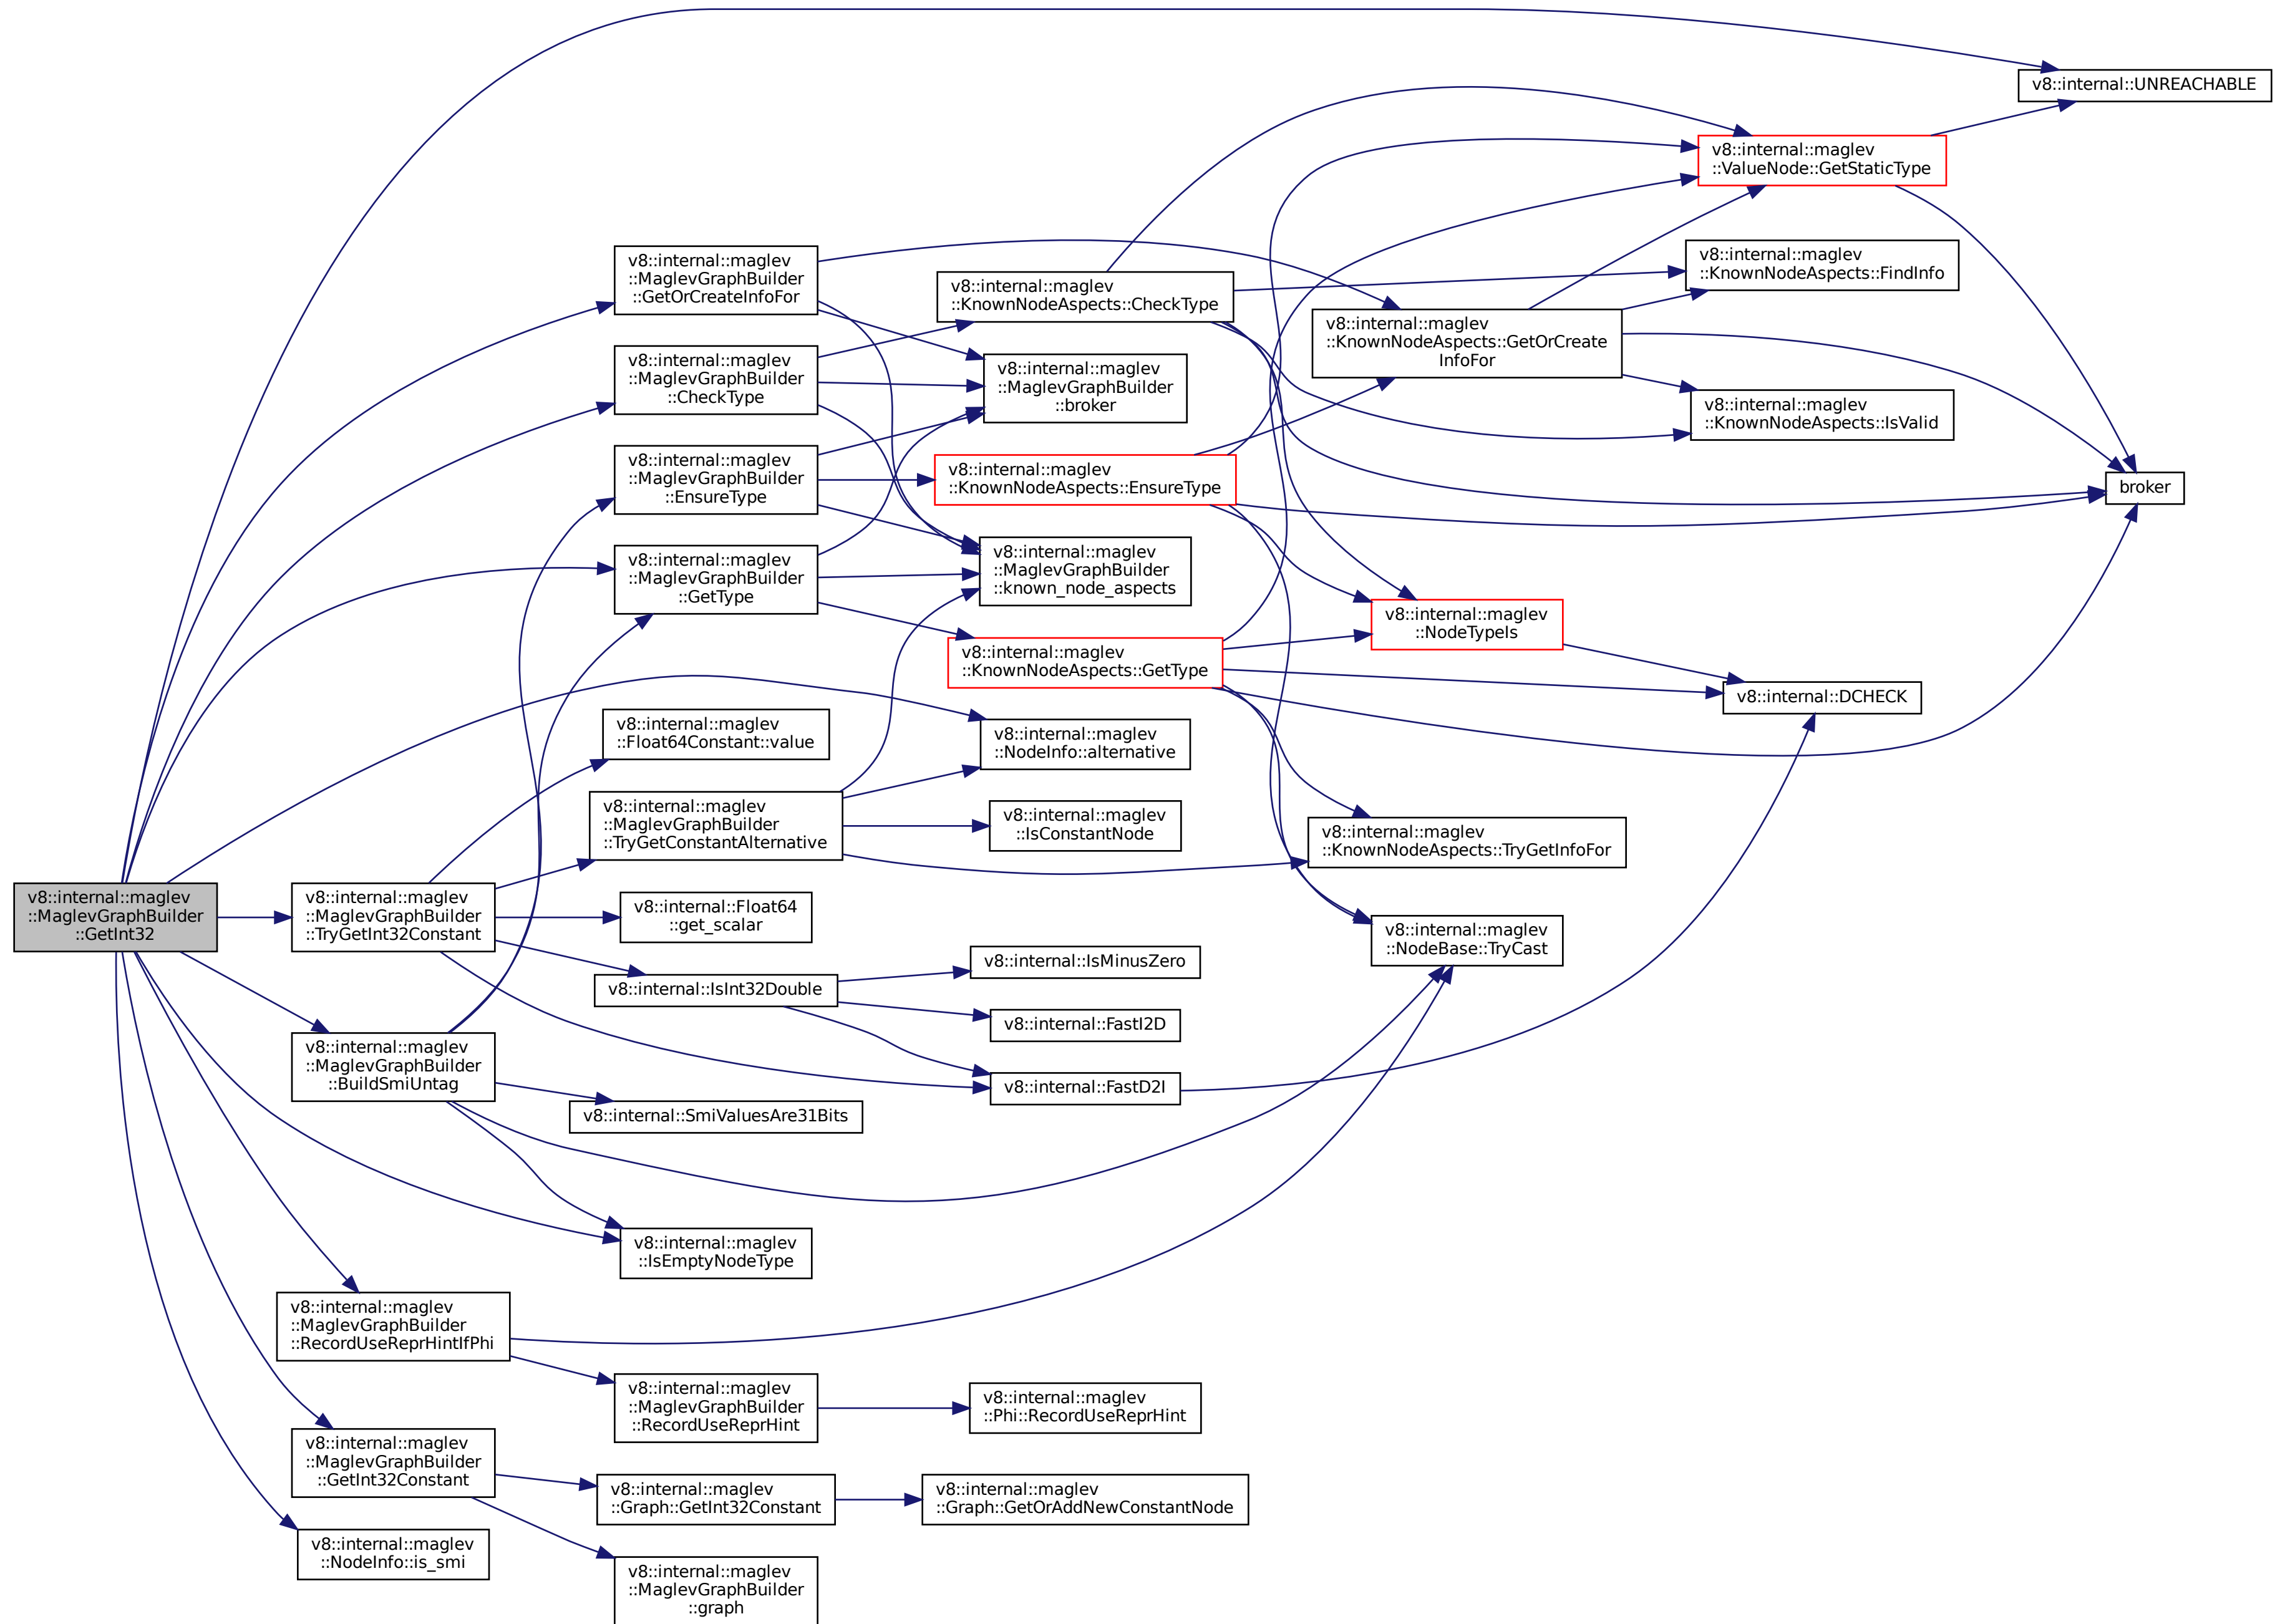 v8::internal::maglev
::MaglevGraphBuilder
::GetInt32
v8::internal::UNREACHABLE
v8::internal::maglev
::ValueNode::GetStaticType
v8::internal::maglev
::MaglevGraphBuilder
::GetOrCreateInfoFor
v8::internal::maglev
::KnownNodeAspects::CheckType
v8::internal::maglev
::KnownNodeAspects::FindInfo
v8::internal::maglev
::KnownNodeAspects::GetOrCreate
InfoFor
v8::internal::maglev
::MaglevGraphBuilder
::CheckType
v8::internal::maglev
::MaglevGraphBuilder
::broker
v8::internal::maglev
::KnownNodeAspects::IsValid
v8::internal::maglev
::MaglevGraphBuilder
::EnsureType
v8::internal::maglev
::KnownNodeAspects::EnsureType
broker
v8::internal::maglev
::MaglevGraphBuilder
::GetType
v8::internal::maglev
::MaglevGraphBuilder
::known_node_aspects
v8::internal::maglev
::NodeTypeIs
v8::internal::maglev
::KnownNodeAspects::GetType
v8::internal::DCHECK
v8::internal::maglev
::Float64Constant::value
v8::internal::maglev
::NodeInfo::alternative
v8::internal::maglev
::MaglevGraphBuilder
::TryGetConstantAlternative
v8::internal::maglev
::IsConstantNode
v8::internal::maglev
::KnownNodeAspects::TryGetInfoFor
v8::internal::maglev
::MaglevGraphBuilder
::TryGetInt32Constant
v8::internal::Float64
::get_scalar
v8::internal::maglev
::NodeBase::TryCast
v8::internal::IsInt32Double
v8::internal::IsMinusZero
v8::internal::FastI2D
v8::internal::maglev
::MaglevGraphBuilder
::BuildSmiUntag
v8::internal::FastD2I
v8::internal::SmiValuesAre31Bits
v8::internal::maglev
::IsEmptyNodeType
v8::internal::maglev
::MaglevGraphBuilder
::RecordUseReprHintIfPhi
v8::internal::maglev
::MaglevGraphBuilder
::RecordUseReprHint
v8::internal::maglev
::Phi::RecordUseReprHint
v8::internal::maglev
::MaglevGraphBuilder
::GetInt32Constant
v8::internal::maglev
::Graph::GetInt32Constant
v8::internal::maglev
::Graph::GetOrAddNewConstantNode
v8::internal::maglev
::NodeInfo::is_smi
v8::internal::maglev
::MaglevGraphBuilder
::graph